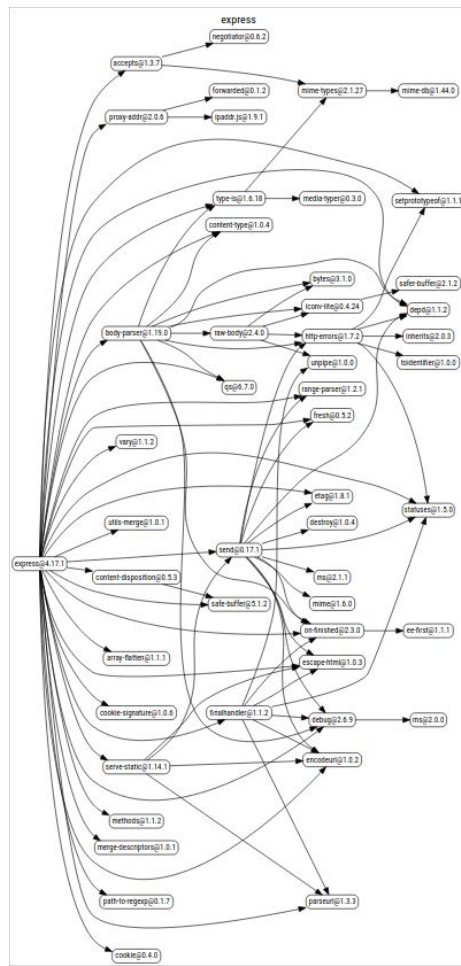 express
negotiator@0.6.2
accepts@1.3.7
forwarded@0.1.2
mime-types@2.1.27
mime-db@1.44.0
proxy-addr@2.0.6
ipaddr.js@1.9.1
type-is@1.6.18
media-typer@0.3.0
setprototypeof@1.1.1
content-type@1.0.4
bytes@3.1.0
safer-buffer@2.1.2
iconv-lite@0.4.24
depd@1.1.2
body-parser@1.19.0
raw-body@2.4.0
http-errors@1.7.2
inherits@2.0.3
unpipe@1.0.0
toidentifier@1.0.0
qs@6.7.0
range-parser@1.2.1
fresh@0.5.2
vary@1.1.2
etag@1.8.1
statuses@1.5.0
utils-merge@1.0.1
destroy@1.0.4
send@0.17.1
express@4.17.1
content-disposition@0.5.3
ms@2.1.1
safe-buffer@5.1.2
mime@1.6.0
on-finished@2.3.0
ee-first@1.1.1
array-flatten@1.1.1
escape-html@1.0.3
cookie-signature@1.0.6
finalhandler@1.1.2
debug@2.6.9
ms@2.0.0
serve-static@1.14.1
encodeurl@1.0.2
methods@1.1.2
merge-descriptors@1.0.1
path-to-regexp@0.1.7
parseurl@1.3.3
cookie@0.4.0